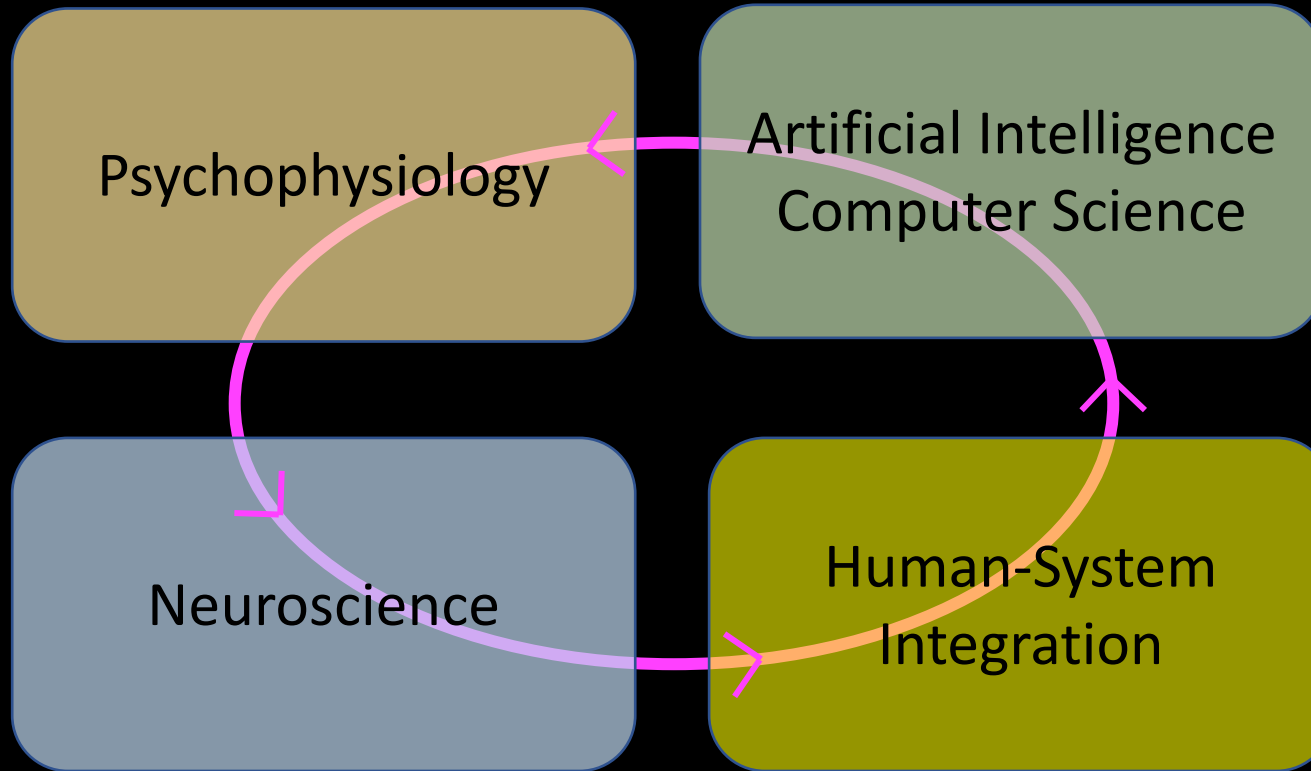 Psychophysiology
Artificial Intelligence
Computer Science
Neuroscience
Human-System
Integration